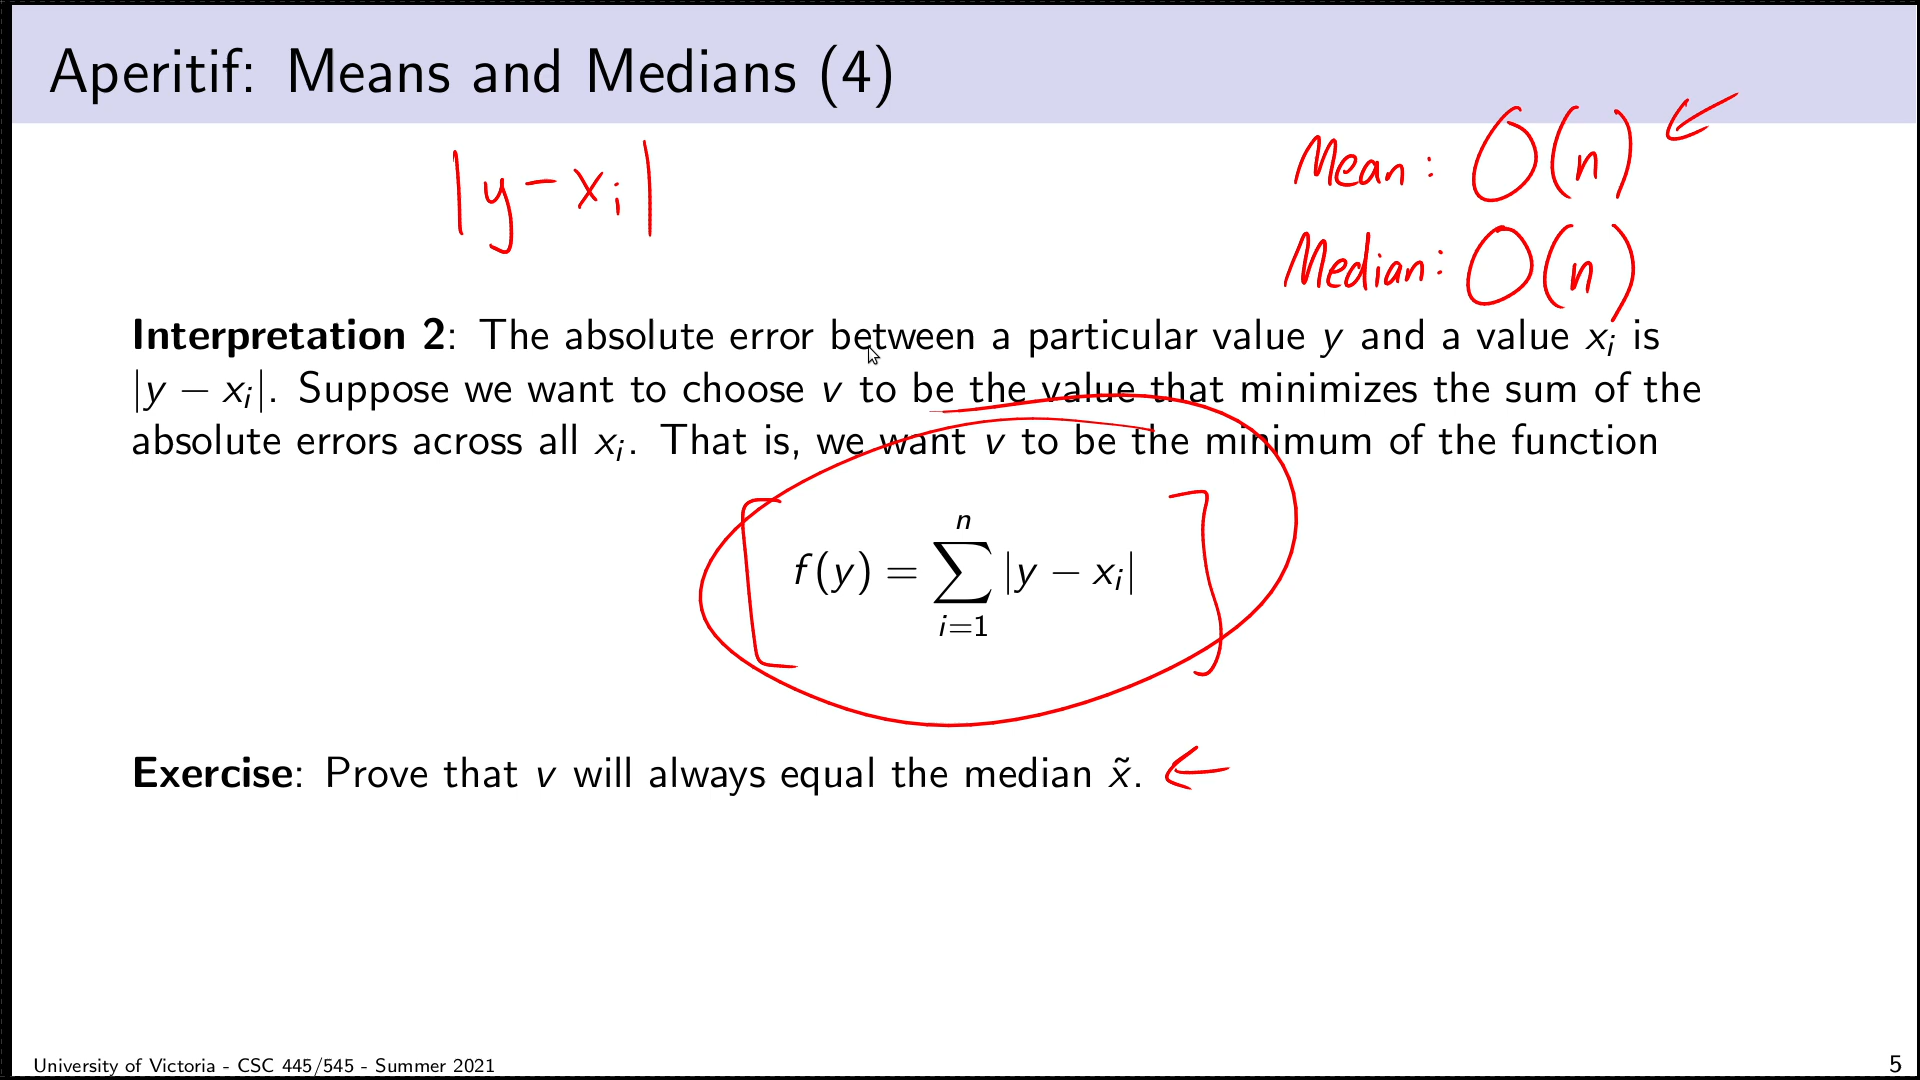 Aperitif: Means and Medians (4)
|y − xᵢ|
Mean: O(n)
Median: O(n)
Interpretation 2: The absolute error between a particular value y and a value xᵢ is
|y − xᵢ|. Suppose we want to choose v to be the value that minimizes the sum of the
absolute errors across all xᵢ. That is, we want v to be the minimum of the function
f(y) = ∑ⁿᵢ₌₁ |y − xᵢ|
Exercise: Prove that v will always equal the median x̃.
University of Victoria - CSC 445/545 - Summer 2021
5